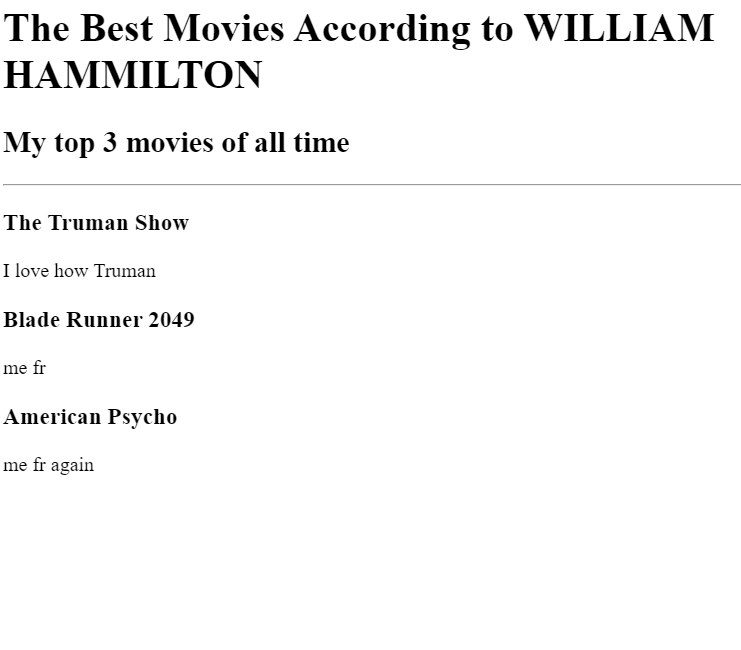 The Best Movies According to WILLIAM
HAMMILTON
My top 3 movies of all time
The Truman Show
I love how Truman
Blade Runner 2049
me fr
American Psycho
me fr again